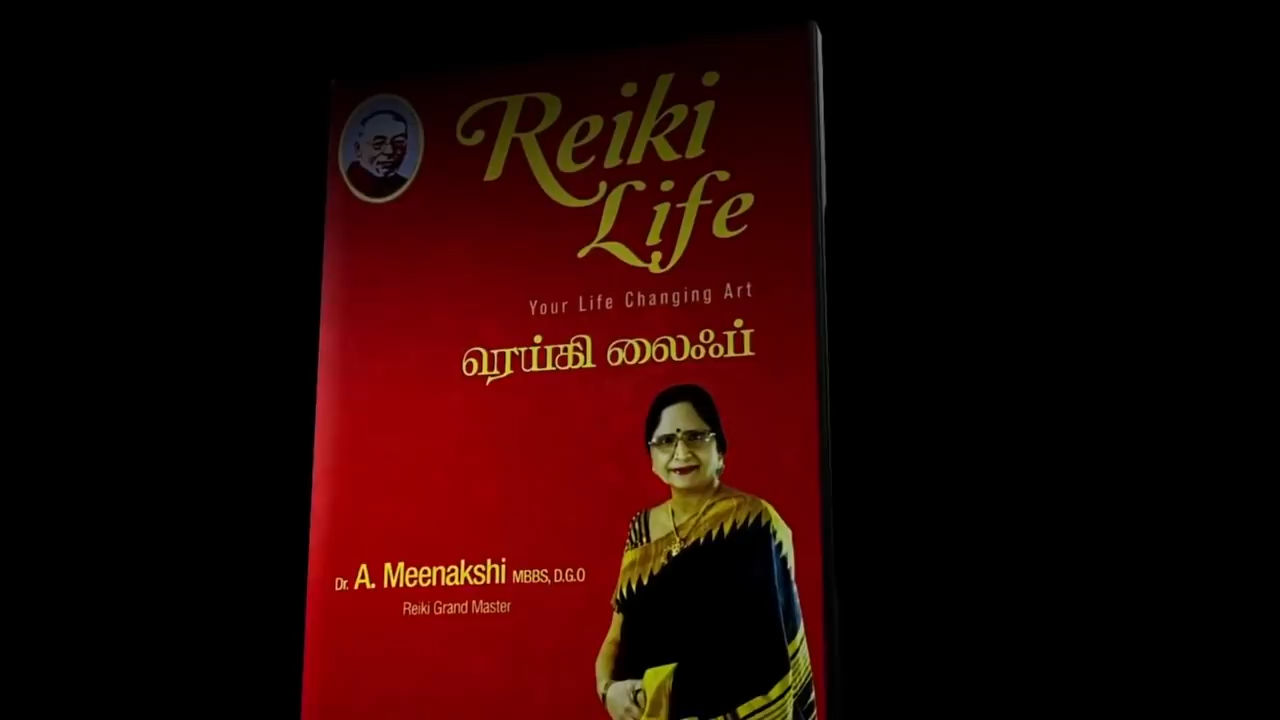 Reiki
Life
Your Life Changing Art
ரெய்கி லைஃப்
Dr. A. Meenakshi MBBS, D.G.O
Reiki Grand Master